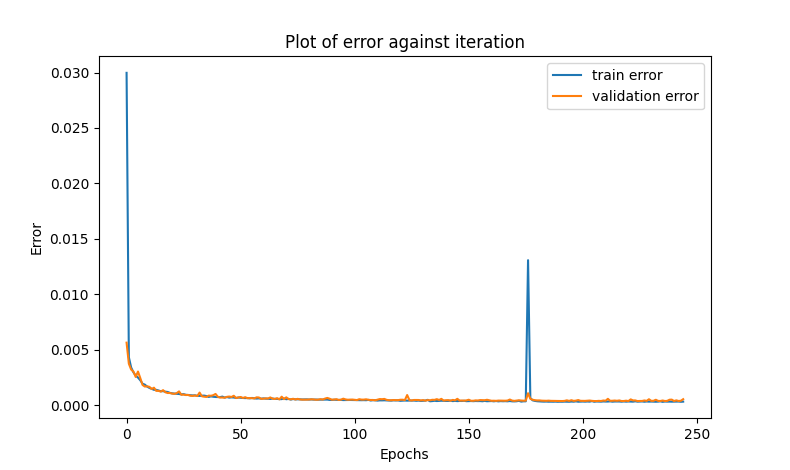 Plot of error against iteration
train error
validation error
Error
0.030
0.025
0.020
0.015
0.010
0.005
0.000
0
50
100
150
200
250
Epochs